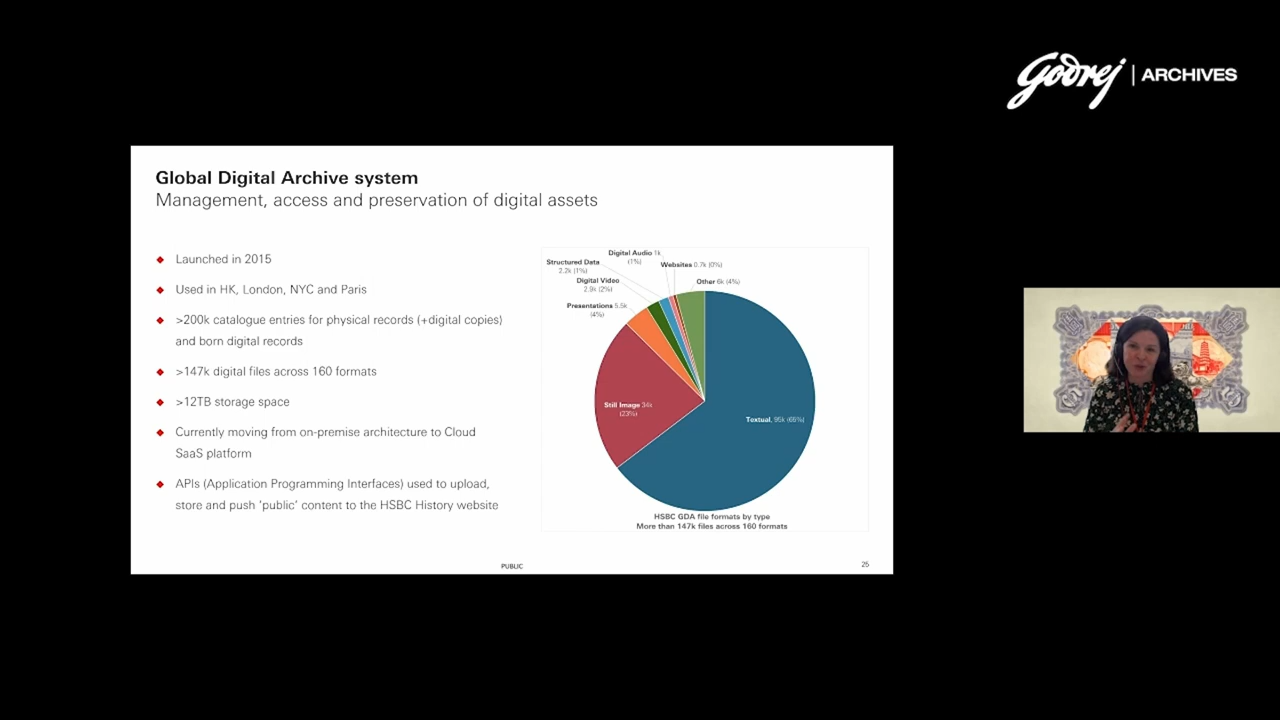 Godrej | ARCHIVES
Global Digital Archive system
Management, access and preservation of digital assets
Launched in 2015
Used in HK, London, NYC and Paris
>200k catalogue entries for physical records (+digital copies)
and born digital records
>147k digital files across 160 formats
>12TB storage space
Currently moving from on-premise architecture to Cloud
SaaS platform
APIs (Application Programming Interfaces) used to upload,
store and push ‘public’ content to the HSBC History website
Digital Audio 1k
(1%)
Structured Data
2.2k (1%)
Websites 0.7k (0%)
Digital Video
2.9k (2%)
Other 6k (4%)
Presentations 5.5k
(4%)
Still Image 34k
(23%)
Textual, 95k (65%)
HSBC GDA file formats by type
More than 147k files across 160 formats
PUBLIC
25